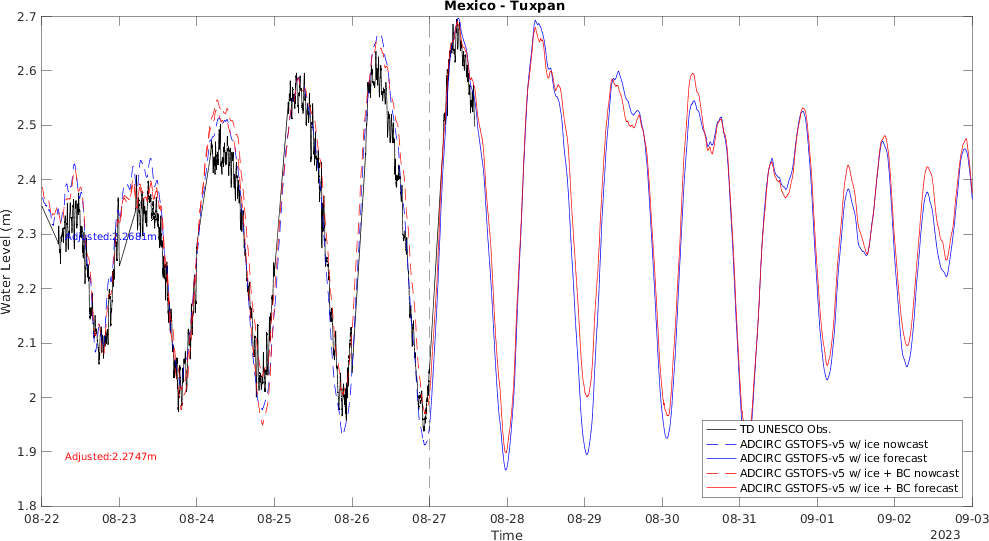 Mexico - Tuxpan
2.7
2.6
2.5
2.4
2.3
2.2
2.1
2
1.9
1.8
Water Level (m)
Adjusted:2.2681m
Adjusted:2.2747m
TD UNESCO Obs.
ADCIRC GSTOFS-v5 w/ ice nowcast
ADCIRC GSTOFS-v5 w/ ice forecast
ADCIRC GSTOFS-v5 w/ ice + BC nowcast
ADCIRC GSTOFS-v5 w/ ice + BC forecast
08-22 08-23 08-24 08-25 08-26 08-27 08-28 08-29 08-30 08-31 09-01 09-02 09-03
Time
2023